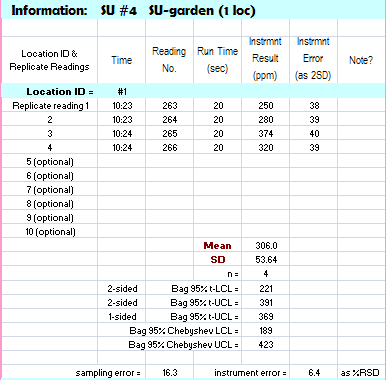 Information: SU #4 SU-garden (1 loc)
Location ID & Replicate Readings Time Reading No. Run Time (sec) Instrmnt Result (ppm) Instrmnt Error (as 2SD) Note?
Location ID = #1
Replicate reading 1 10:23 263 20 250 38
2 10:23 264 20 280 39
3 10:24 265 20 374 40
4 10:24 266 20 320 39
5 (optional)
6 (optional)
7 (optional)
8 (optional)
9 (optional)
10 (optional)
Mean 306.0
SD 53.64
n = 4
2-sided Bag 95% t-LCL = 221
2-sided Bag 95% t-UCL = 391
1-sided Bag 95% t-UCL = 369
Bag 95% Chebyshev LCL = 189
Bag 95% Chebyshev UCL = 423
sampling error = 16.3 instrument error = 6.4 as %RSD